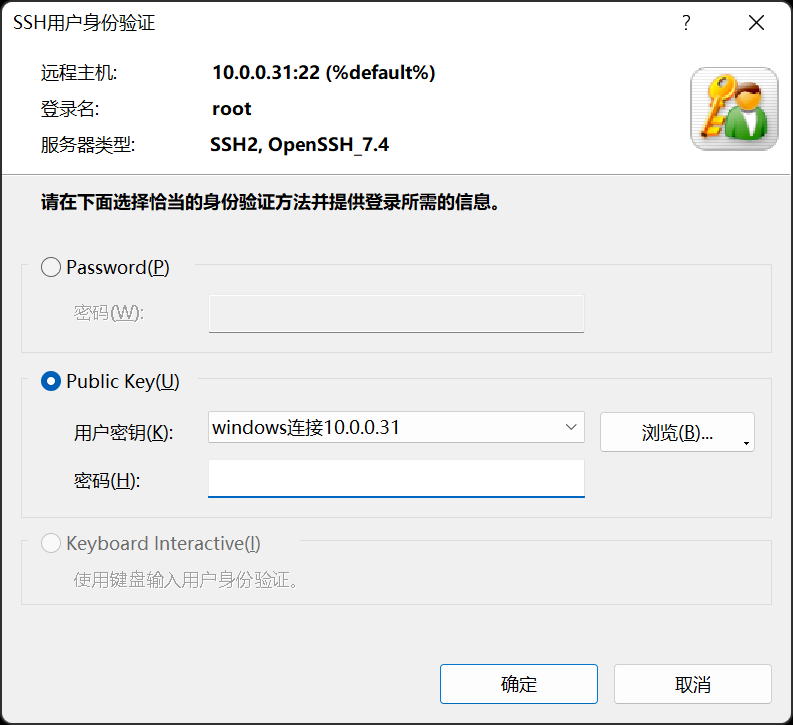 SSH用户身份验证
?
远程主机: 10.0.0.31:22 (%default%)
登录名: root
服务器类型: SSH2, OpenSSH_7.4
请在下面选择恰当的身份验证方法并提供登录所需的信息。
Password(P)
密码(W):
Public Key(U)
用户密钥(K): windows连接10.0.0.31 浏览(B)...
密码(H):
Keyboard Interactive(I)
使用键盘输入用户身份验证。
确定 取消